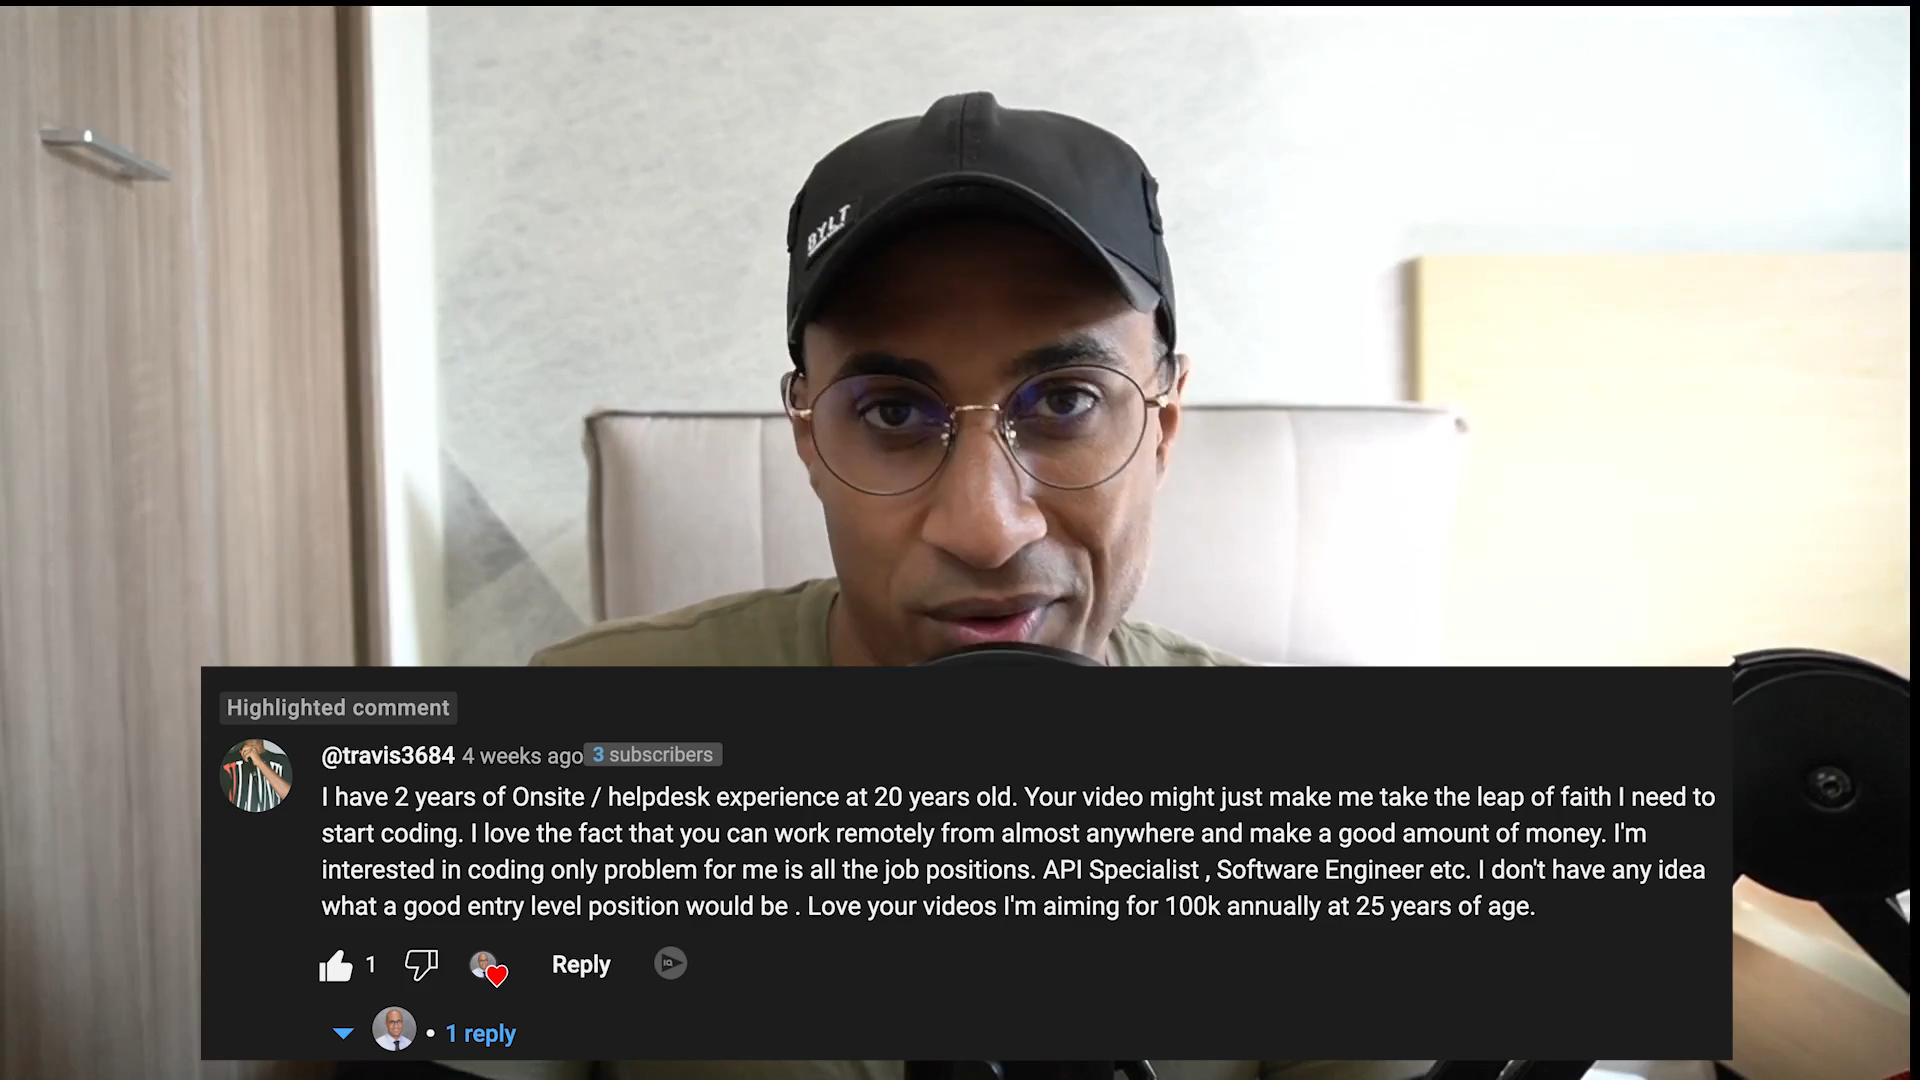 BYLT
Highlighted comment
@travis3684 4 weeks ago 3 subscribers
I have 2 years of Onsite / helpdesk experience at 20 years old. Your video might just make me take the leap of faith I need to
start coding. I love the fact that you can work remotely from almost anywhere and make a good amount of money. I'm
interested in coding only problem for me is all the job positions. API Specialist , Software Engineer etc. I don't have any idea
what a good entry level position would be . Love your videos I'm aiming for 100k annually at 25 years of age.
1 Reply IQ
• 1 reply